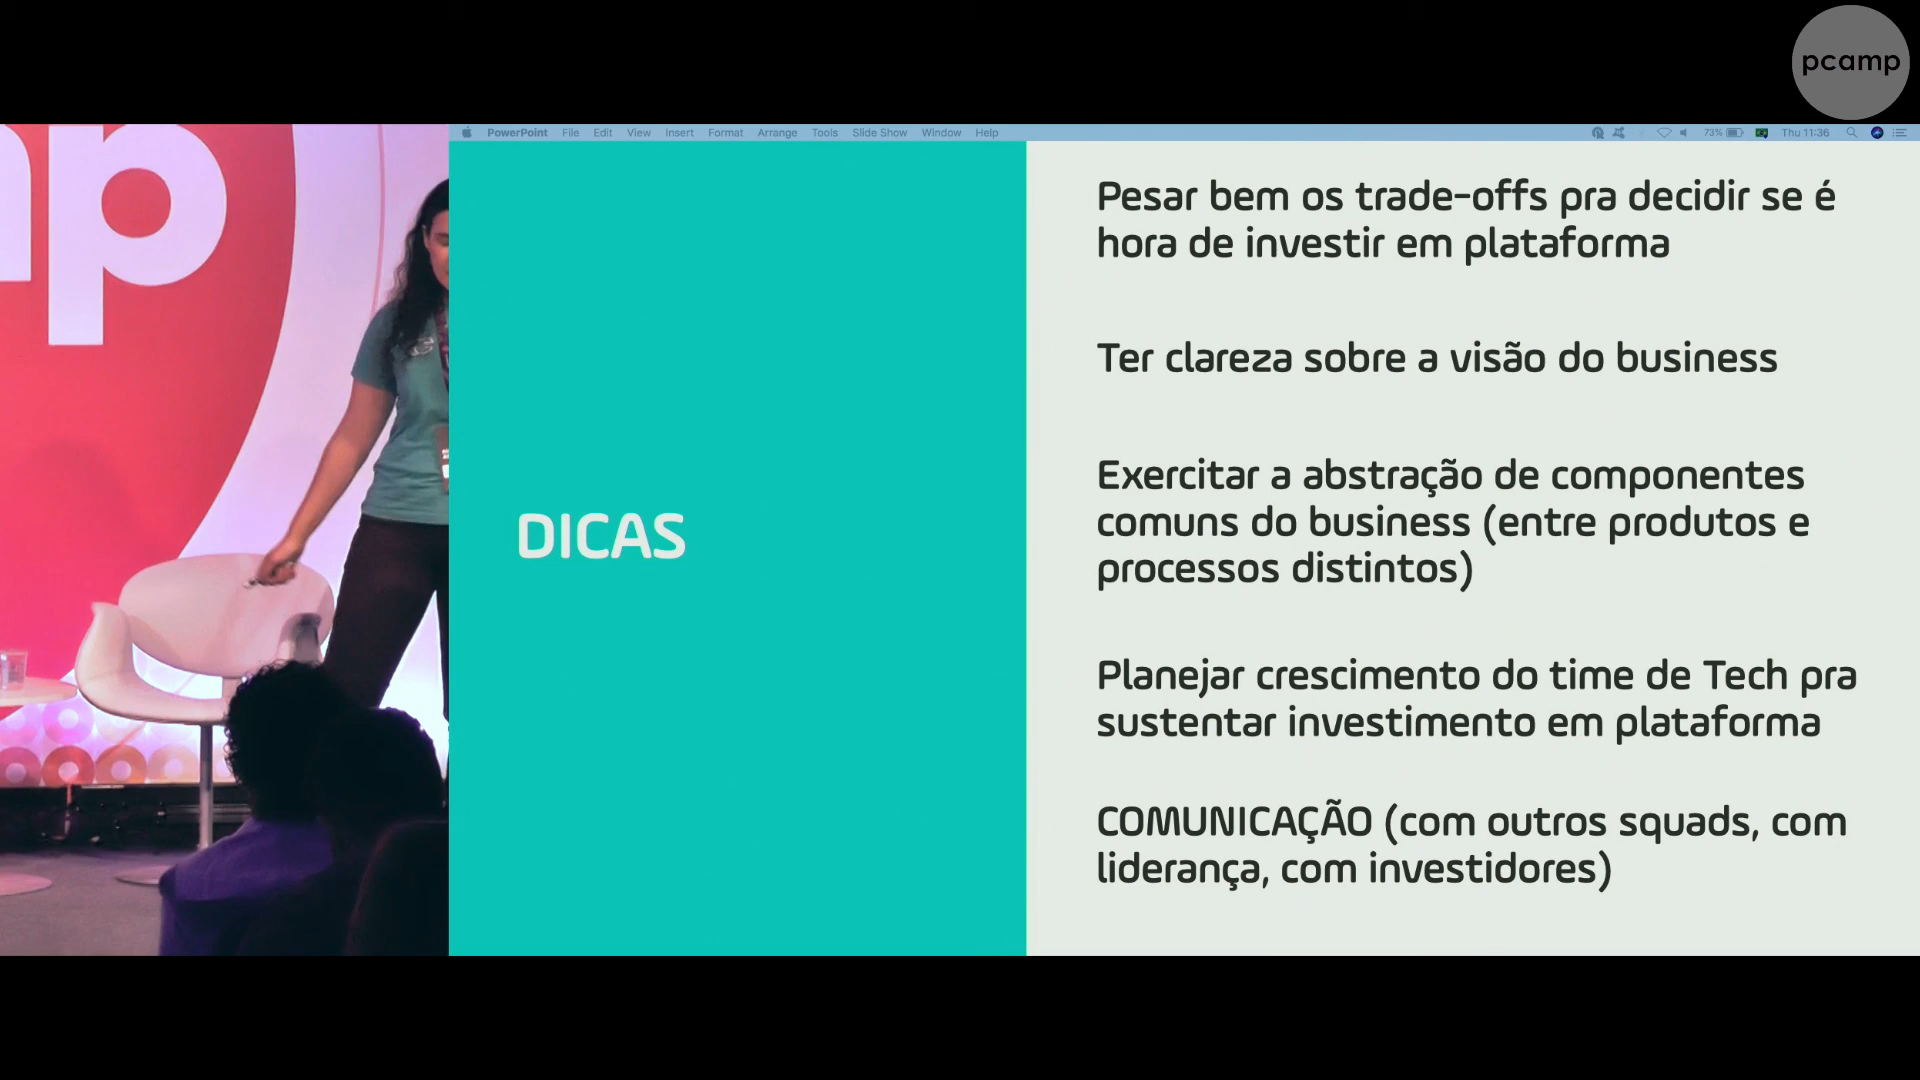 pcamp
mp
PowerPoint File Edit View Insert Format Arrange Tools Slide Show Window Help
73% Thu 11:36
DICAS
Pesar bem os trade-offs pra decidir se é
hora de investir em plataforma
Ter clareza sobre a visão do business
Exercitar a abstração de componentes
comuns do business (entre produtos e
processos distintos)
Planejar crescimento do time de Tech pra
sustentar investimento em plataforma
COMUNICAÇÃO (com outros squads, com
liderança, com investidores)